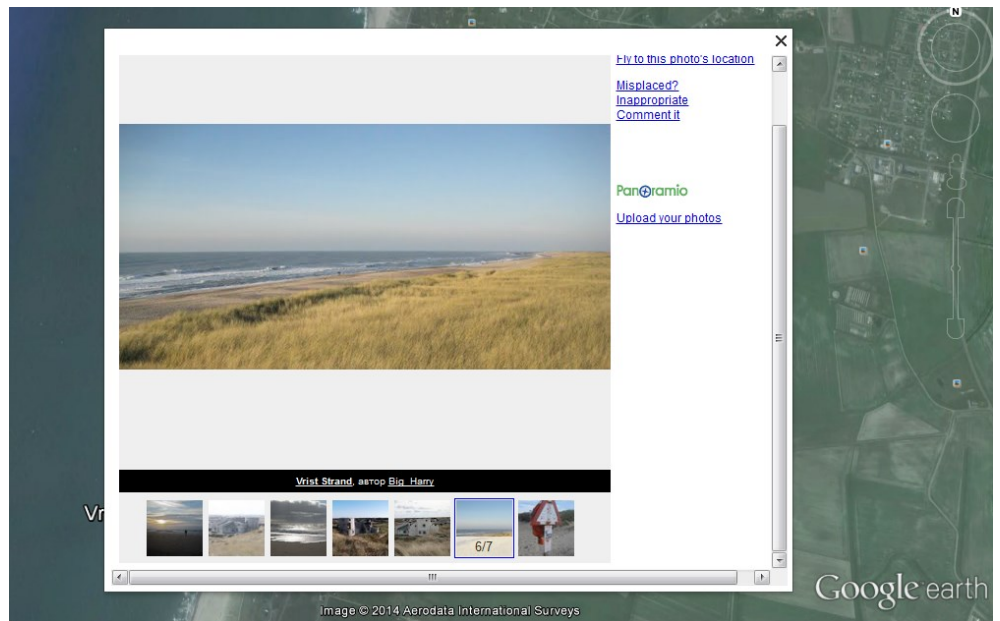 N
Fly to this photo's location
Misplaced?
Inappropriate
Comment it
Panoramio
Upload your photos
Vrist Strand, автор Big_Harry
Vr
6/7
Google earth
Image © 2014 Aerodata International Surveys